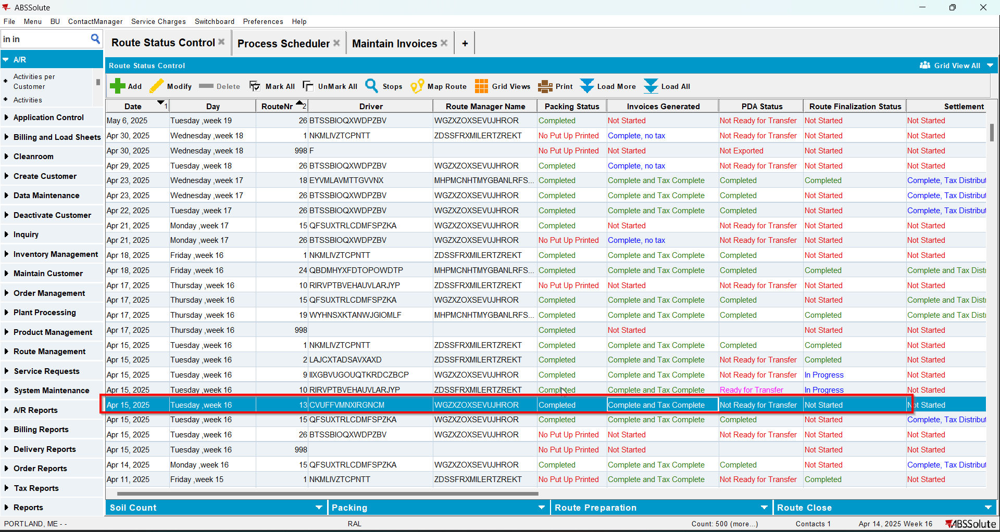 ABSSolute
File Menu BU ContactManager Service Charges Switchboard Preferences Help
in in
Route Status Control Process Scheduler Maintain Invoices +
A/R
Activities per
Customer
Activities
Application Control
Billing and Load Sheets
Cleanroom
Create Customer
Data Maintenance
Deactivate Customer
Inquiry
Inventory Management
Maintain Customer
Order Management
Plant Processing
Product Management
Route Management
Service Requests
System Maintenance
A/R Reports
Billing Reports
Delivery Reports
Order Reports
Tax Reports
Reports
Route Status Control Grid View All
Add Modify Delete Mark All UnMark All Stops Map Route Grid Views Print Load More Load All
Date 1 Day RouteNr 2 Driver Route Manager Name Packing Status Invoices Generated PDA Status Route Finalization Status Settlement
May 6, 2025 Tuesday ,week 19 26 BTSSBIOQXWDPZBV WGZXZOXSEVUJHROR Completed Not Started Not Ready for Transfer Not Started Not Started
Apr 30, 2025 Wednesday ,week 18 1 NKMLIVZTCPNTT ZDSSFRXMILERTZREKT No Put Up Printed Complete, no tax Not Ready for Transfer Not Started Not Started
Apr 30, 2025 Wednesday ,week 18 998 F No Put Up Printed Not Started Not Exported Not Started Not Started
Apr 29, 2025 Tuesday ,week 18 26 BTSSBIOQXWDPZBV WGZXZOXSEVUJHROR Completed Complete, no tax Not Ready for Transfer Not Started Not Started
Apr 23, 2025 Wednesday ,week 17 18 EYVMLAVMTTGVVNX MHPMCNHTMYGBANLRFS... Completed Complete and Tax Complete Completed Completed Complete, Tax Distribut
Apr 23, 2025 Wednesday ,week 17 26 BTSSBIOQXWDPZBV WGZXZOXSEVUJHROR Completed Complete and Tax Complete Completed Not Started Complete, Tax Distribut
Apr 22, 2025 Tuesday ,week 17 26 BTSSBIOQXWDPZBV WGZXZOXSEVUJHROR Completed Complete and Tax Complete Completed Not Started Complete, Tax Distribut
Apr 21, 2025 Monday ,week 17 15 QFSUXTRLCDMFSPZKA WGZXZOXSEVUJHROR Completed Not Started Not Ready for Transfer Not Started Not Started
Apr 21, 2025 Monday ,week 17 26 BTSSBIOQXWDPZBV WGZXZOXSEVUJHROR No Put Up Printed Complete, no tax Not Ready for Transfer Not Started Not Started
Apr 18, 2025 Friday ,week 16 1 NKMLIVZTCPNTT ZDSSFRXMILERTZREKT Completed Complete and Tax Complete Completed Not Started Not Started
Apr 18, 2025 Friday ,week 16 24 QBDMHYXFDTOPOWDTP MHPMCNHTMYGBANLRFS... Completed Complete and Tax Complete Completed Completed Complete and Tax Distr
Apr 17, 2025 Thursday ,week 16 10 RIRVPTBVEHAUVLARJYP ZDSSFRXMILERTZREKT No Put Up Printed Not Started Not Ready for Transfer Not Started Not Started
Apr 17, 2025 Thursday ,week 16 15 QFSUXTRLCDMFSPZKA WGZXZOXSEVUJHROR Completed Complete and Tax Complete Completed Not Started Complete and Tax Distr
Apr 17, 2025 Thursday ,week 16 19 WYHNSXKTANWJGIOMLF MHPMCNHTMYGBANLRFS... Completed Complete and Tax Complete Completed Completed Complete and Tax Distr
Apr 17, 2025 Thursday ,week 16 998 Completed Not Started Not Started Not Started
Apr 15, 2025 Tuesday ,week 16 1 NKMLIVZTCPNTT ZDSSFRXMILERTZREKT Completed Complete and Tax Complete Completed Completed Not Started
Apr 15, 2025 Tuesday ,week 16 2 LAJCXTADSAVXAXD ZDSSFRXMILERTZREKT Completed Complete and Tax Complete Not Ready for Transfer Completed Not Started
Apr 15, 2025 Tuesday ,week 16 9 IIXGBVUGOUQTKRDCZBCP WGZXZOXSEVUJHROR Completed Complete and Tax Complete Not Ready for Transfer In Progress Not Started
Apr 15, 2025 Tuesday ,week 16 10 RIRVPTBVEHAUVLARJYP ZDSSFRXMILERTZREKT Completed Complete and Tax Complete Ready for Transfer In Progress Not Started
Apr 15, 2025 Tuesday ,week 16 13 CVUFFVMNXIRGNCM WGZXZOXSEVUJHROR Completed Complete and Tax Complete Not Ready for Transfer Not Started Not Started
Apr 15, 2025 Tuesday ,week 16 15 QFSUXTRLCDMFSPZKA WGZXZOXSEVUJHROR Completed Complete and Tax Complete Completed Not Started Complete, Tax Distribut
Apr 15, 2025 Tuesday ,week 16 26 BTSSBIOQXWDPZBV WGZXZOXSEVUJHROR No Put Up Printed Not Started Not Ready for Transfer Not Started Not Started
Apr 15, 2025 Tuesday ,week 16 998 No Put Up Printed Not Started Not Started Not Started
Apr 14, 2025 Monday ,week 16 15 QFSUXTRLCDMFSPZKA WGZXZOXSEVUJHROR Completed Complete and Tax Complete Completed Not Started Complete, Tax Distribut
Apr 11, 2025 Friday ,week 15 1 NKMLIVZTCPNTT ZDSSFRXMILERTZREKT No Put Up Printed Complete and Tax Complete Not Ready for Transfer Completed Not Started
Soil Count Packing Route Preparation Route Close
PORTLAND, ME - - RAL Count: 500 (more...) Contacts 1 Apr 14, 2025 Week 16 ABSSolute